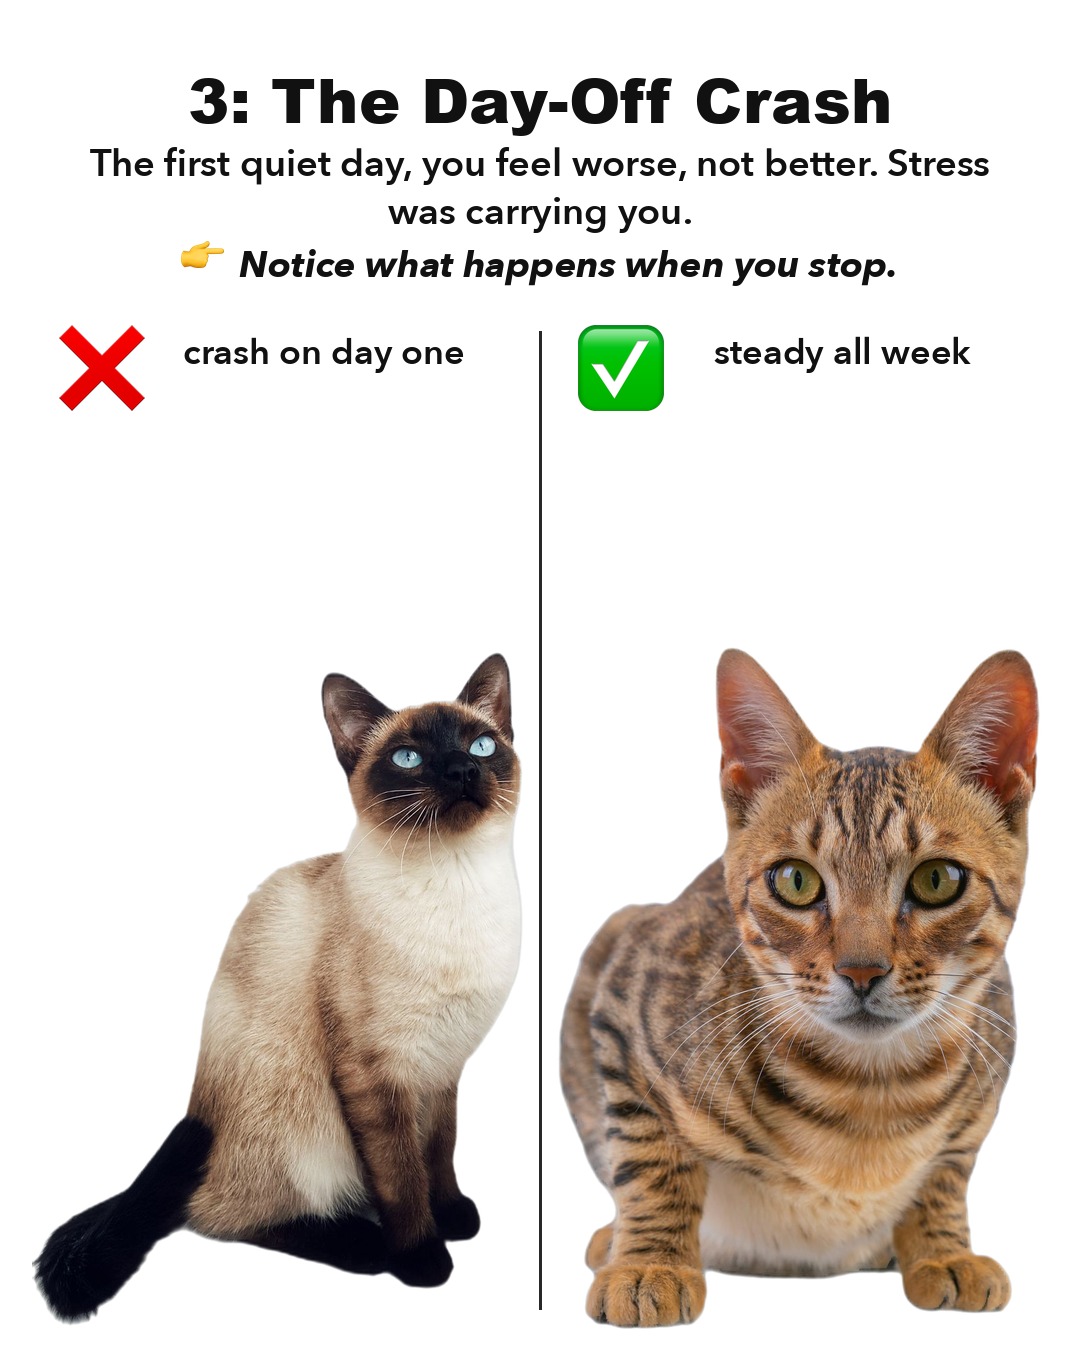 3: The Day-Off Crash
The first quiet day, you feel worse, not better. Stress
was carrying you.
👉 Notice what happens when you stop.
❌ crash on day one
✅ steady all week